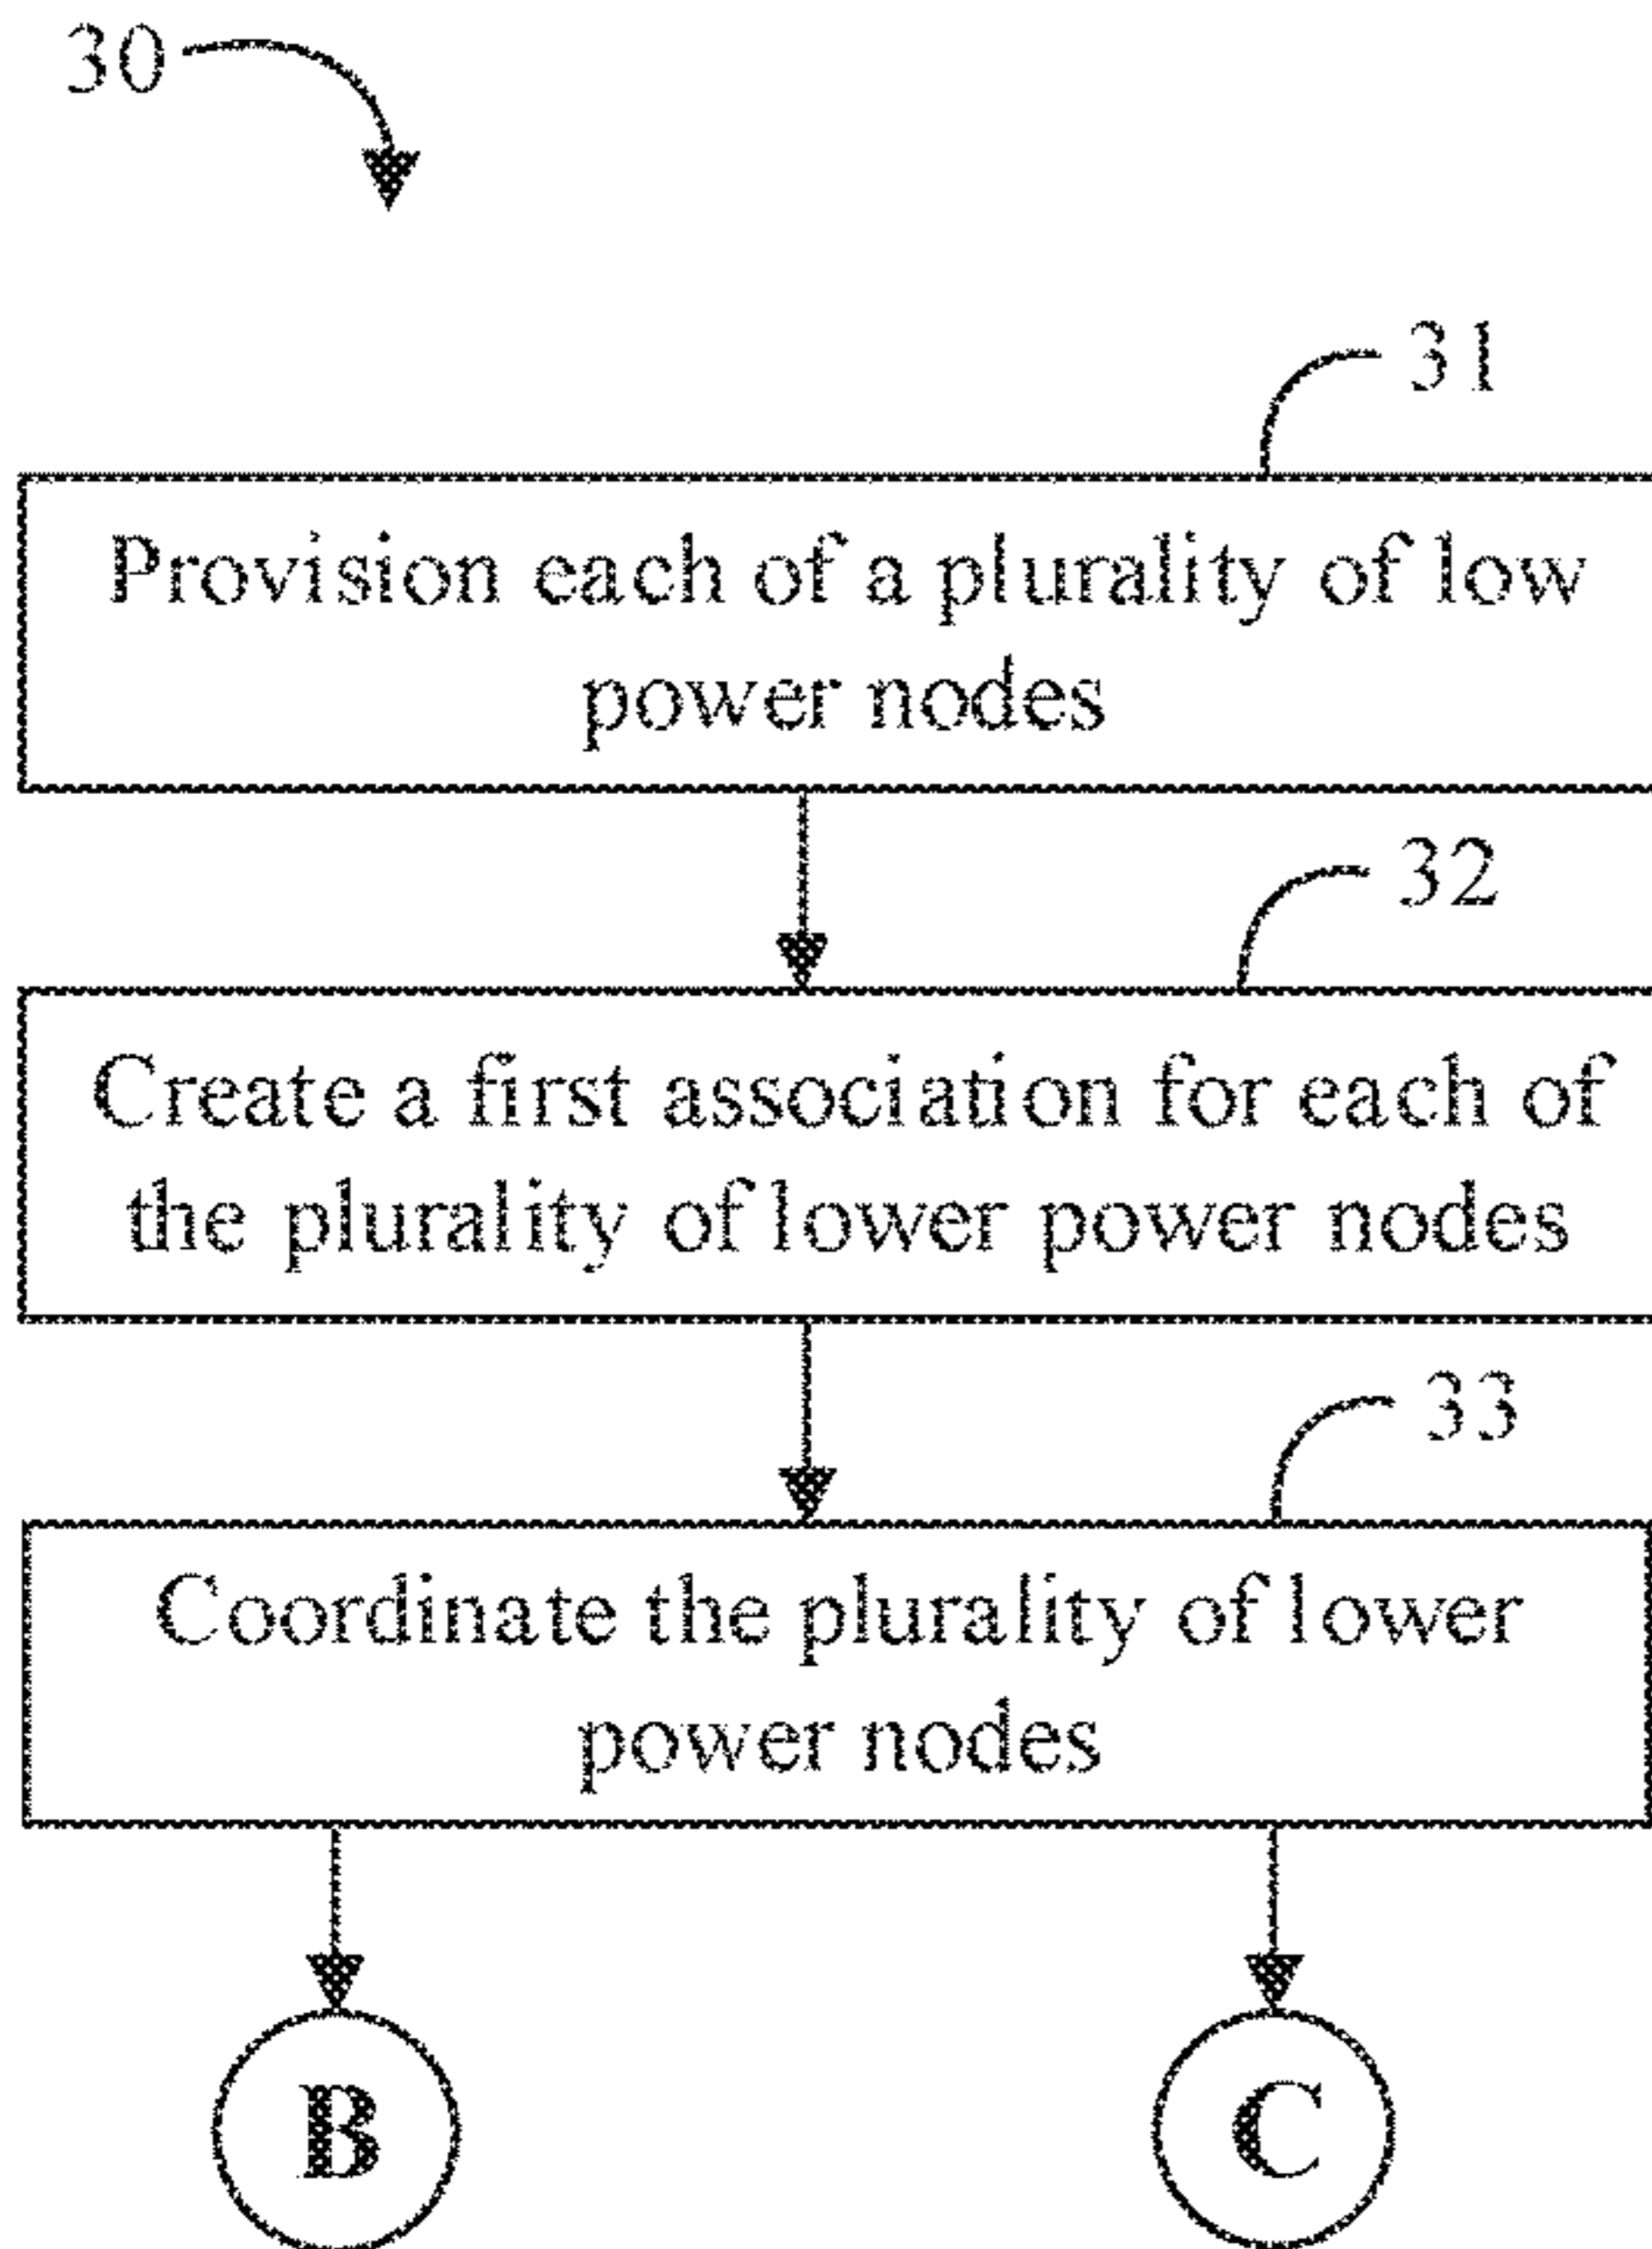 30
31
Provision each of a plurality of low
power nodes
32
Create a first association for each of
the plurality of lower power nodes
33
Coordinate the plurality of lower
power nodes
B
C